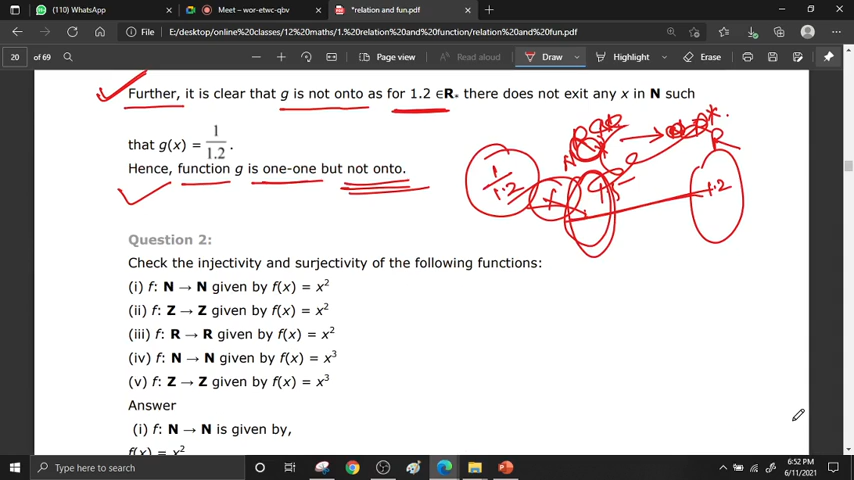 (110) WhatsApp
Meet – wor-etwc-qbv
*relation and fun.pdf
File
E:/desktop/online%20classes/12%20maths/1.%20relation%20and%20function/relation%20and%20fun.pdf
20 of 69
Page view
Read aloud
Draw
Highlight
Erase
Further, it is clear that g is not onto as for 1.2 ∈R. there does not exit any x in N such
that g(x) = 1/1.2.
Hence, function g is one-one but not onto.
1/1.2
f
N
R
1.2
Question 2:
Check the injectivity and surjectivity of the following functions:
(i) f: N → N given by f(x) = x²
(ii) f: Z → Z given by f(x) = x²
(iii) f: R → R given by f(x) = x²
(iv) f: N → N given by f(x) = x³
(v) f: Z → Z given by f(x) = x³
Answer
(i) f: N → N is given by,
f(x) = x²
Type here to search
6:52 PM
6/11/2021